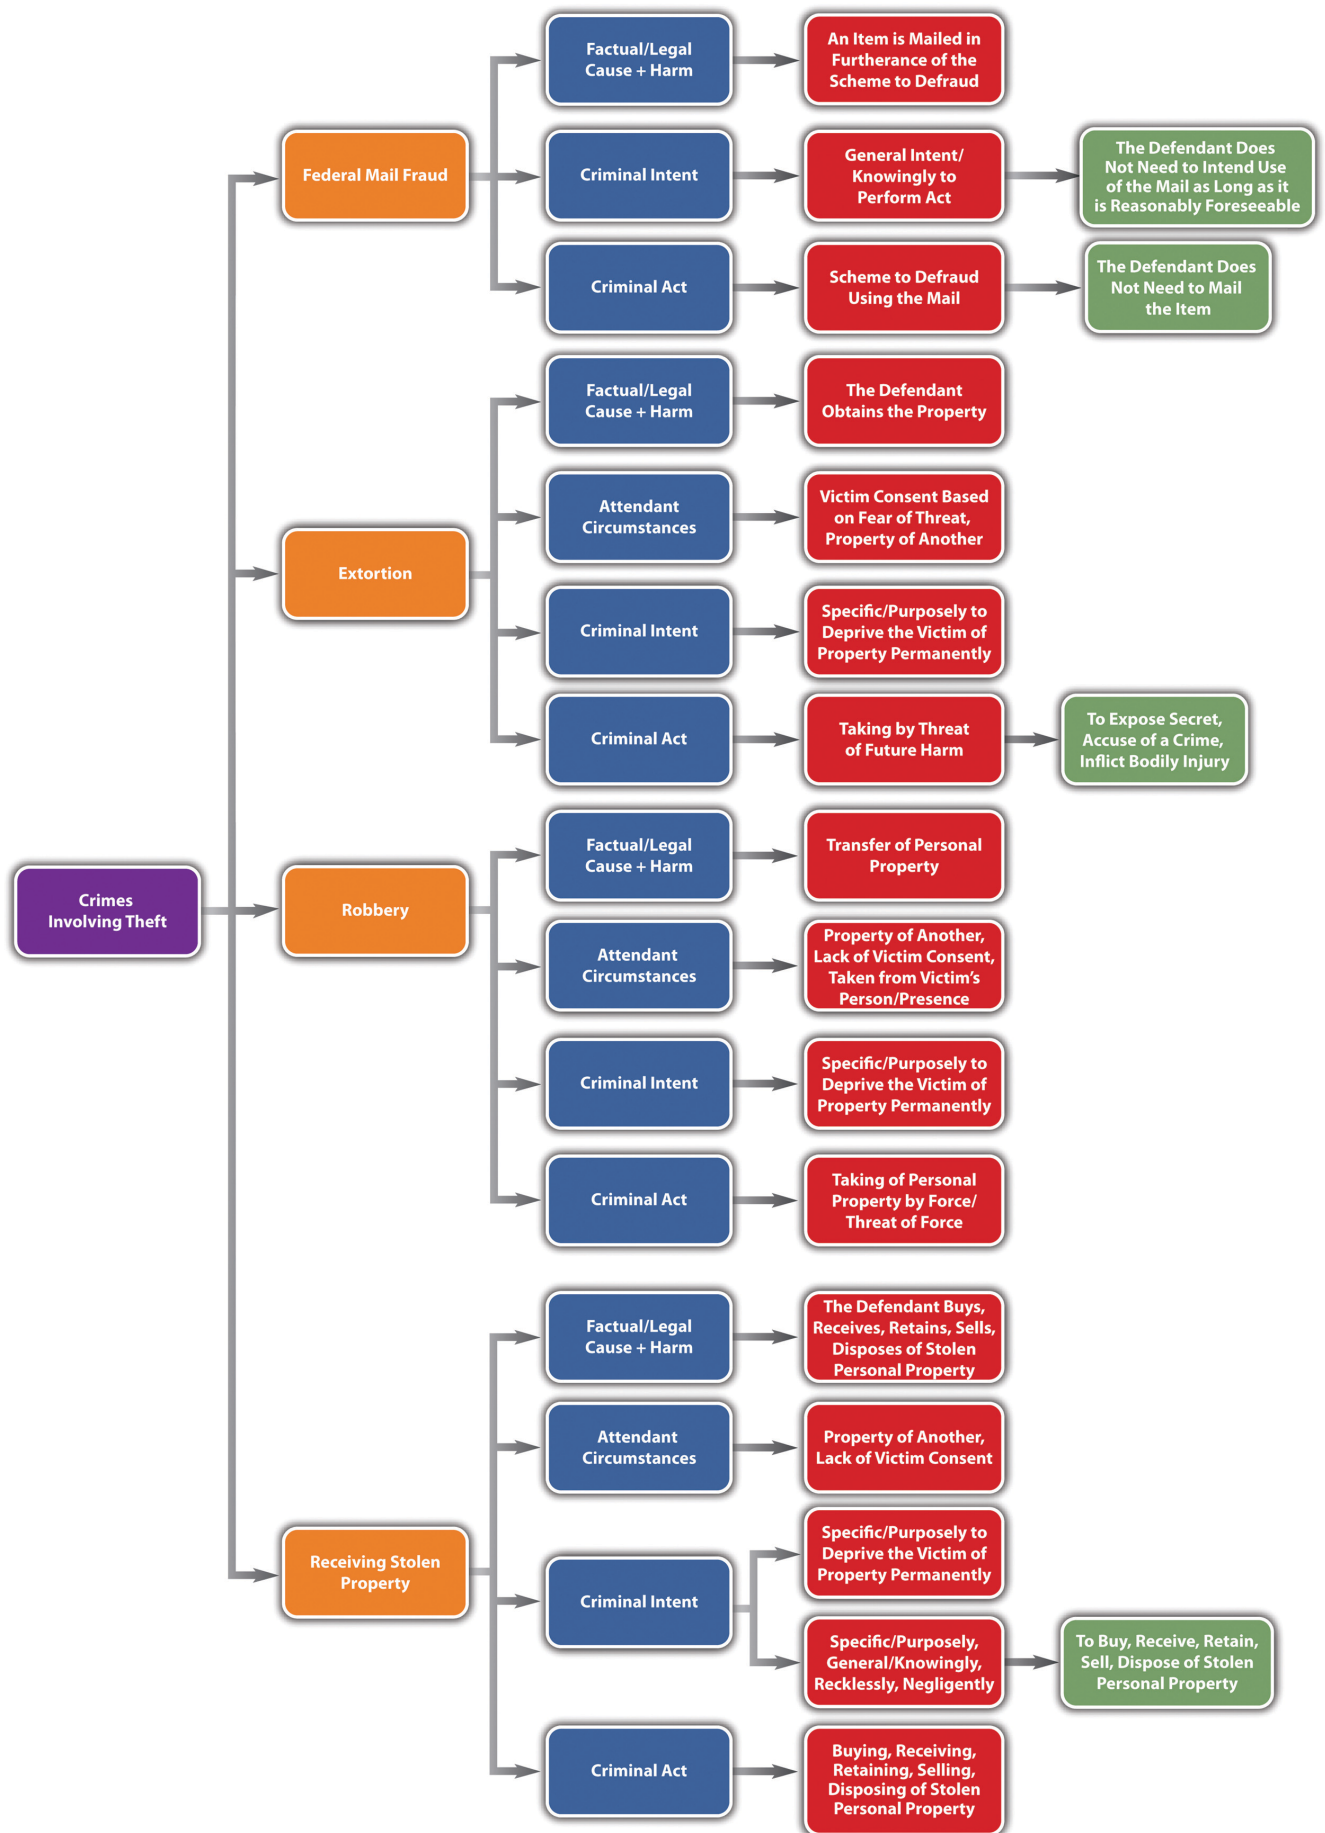 Crimes
Involving Theft
Federal Mail Fraud
Factual/Legal
Cause + Harm
An Item is Mailed in
Furtherance of the
Scheme to Defraud
Criminal Intent
General Intent/
Knowingly to
Perform Act
The Defendant Does
Not Need to Intend Use
of the Mail as Long as it
is Reasonably Foreseeable
Criminal Act
Scheme to Defraud
Using the Mail
The Defendant Does
Not Need to Mail
the Item
Extortion
Factual/Legal
Cause + Harm
The Defendant
Obtains the Property
Attendant
Circumstances
Victim Consent Based
on Fear of Threat,
Property of Another
Criminal Intent
Specific/Purposely to
Deprive the Victim of
Property Permanently
Criminal Act
Taking by Threat
of Future Harm
To Expose Secret,
Accuse of a Crime,
Inflict Bodily Injury
Robbery
Factual/Legal
Cause + Harm
Transfer of Personal
Property
Attendant
Circumstances
Property of Another,
Lack of Victim Consent,
Taken from Victim's
Person/Presence
Criminal Intent
Specific/Purposely to
Deprive the Victim of
Property Permanently
Criminal Act
Taking of Personal
Property by Force/
Threat of Force
Receiving Stolen
Property
Factual/Legal
Cause + Harm
The Defendant Buys,
Receives, Retains, Sells,
Disposes of Stolen
Personal Property
Attendant
Circumstances
Property of Another,
Lack of Victim Consent
Criminal Intent
Specific/Purposely to
Deprive the Victim of
Property Permanently
Specific/Purposely,
General/Knowingly,
Recklessly, Negligently
To Buy, Receive, Retain,
Sell, Dispose of Stolen
Personal Property
Criminal Act
Buying, Receiving,
Retaining, Selling,
Disposing of Stolen
Personal Property